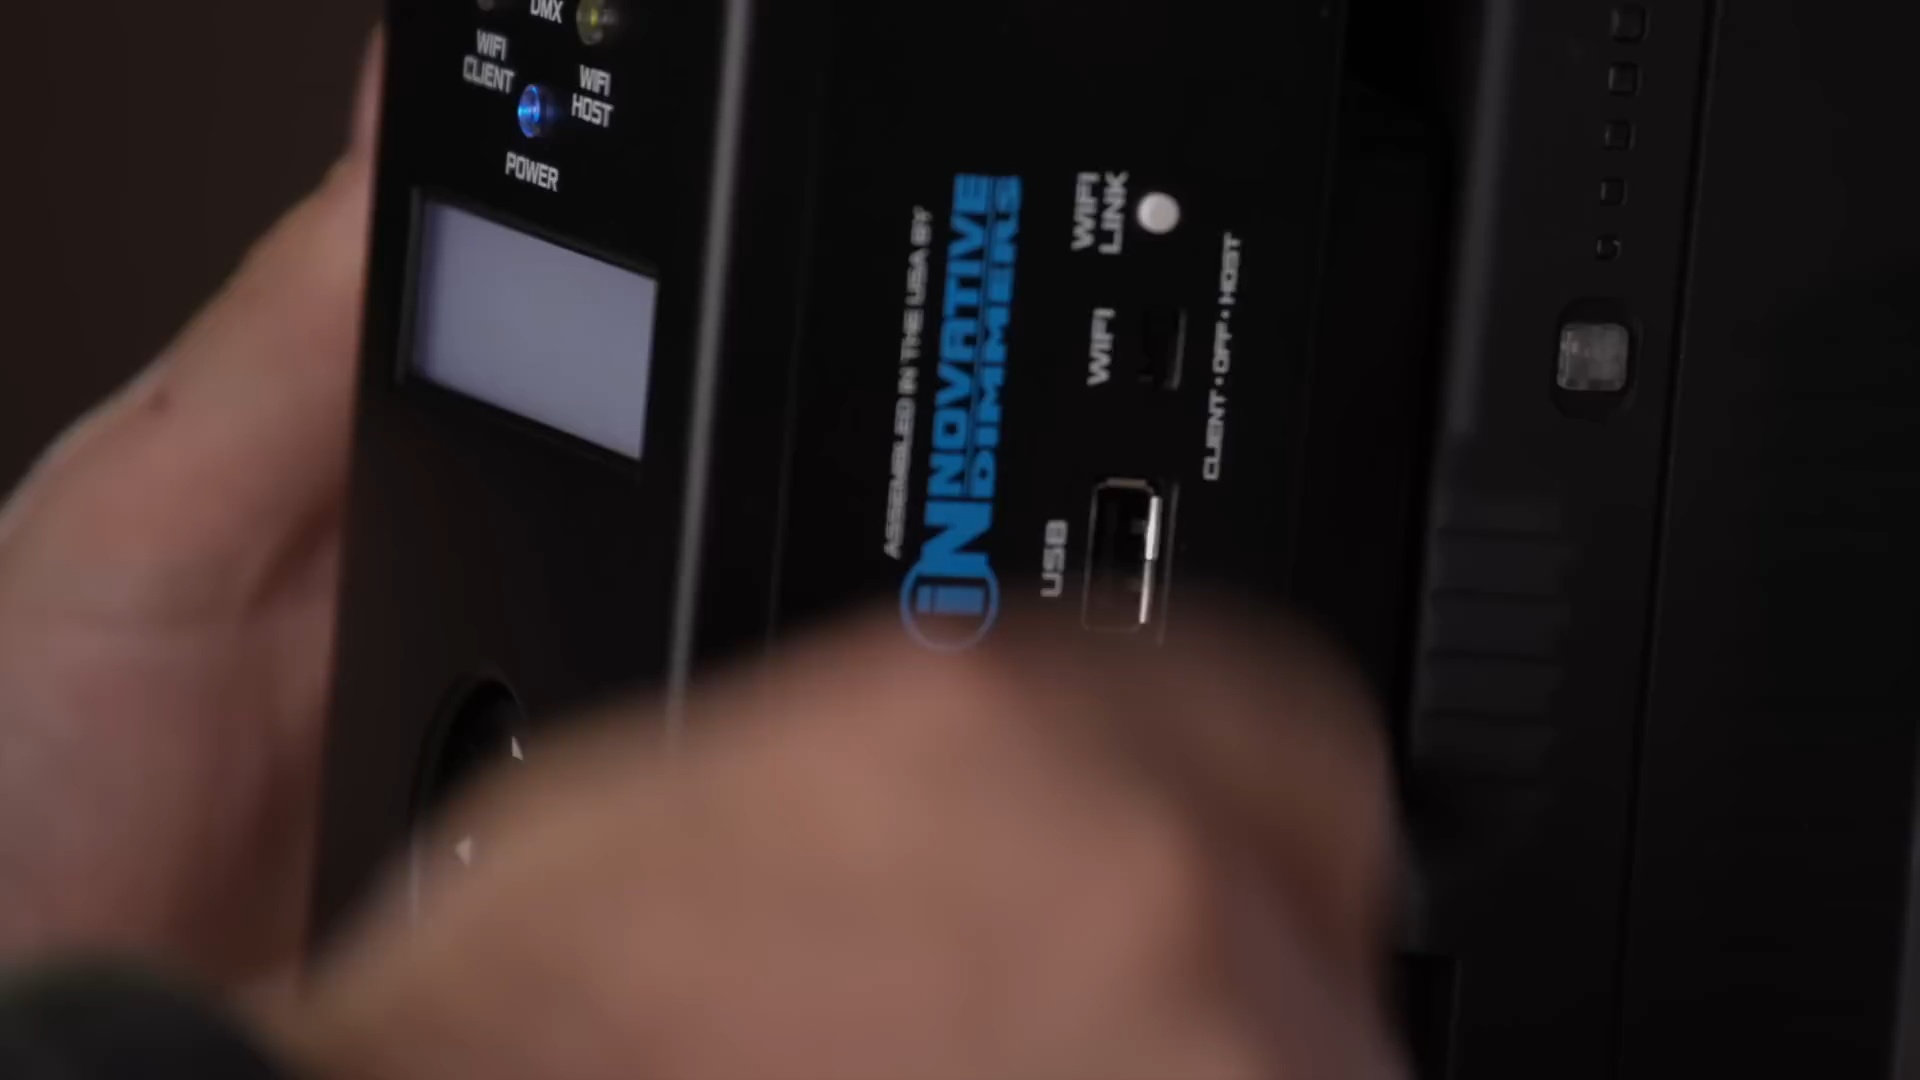 DMX
WIFI
CLIENT
WIFI
HOST
POWER
ASSEMBLED IN THE USA BY
iNNOVATIVE
DIMMERS
WIFI
LINK
WIFI
CLIENT • OFF • HOST
USB